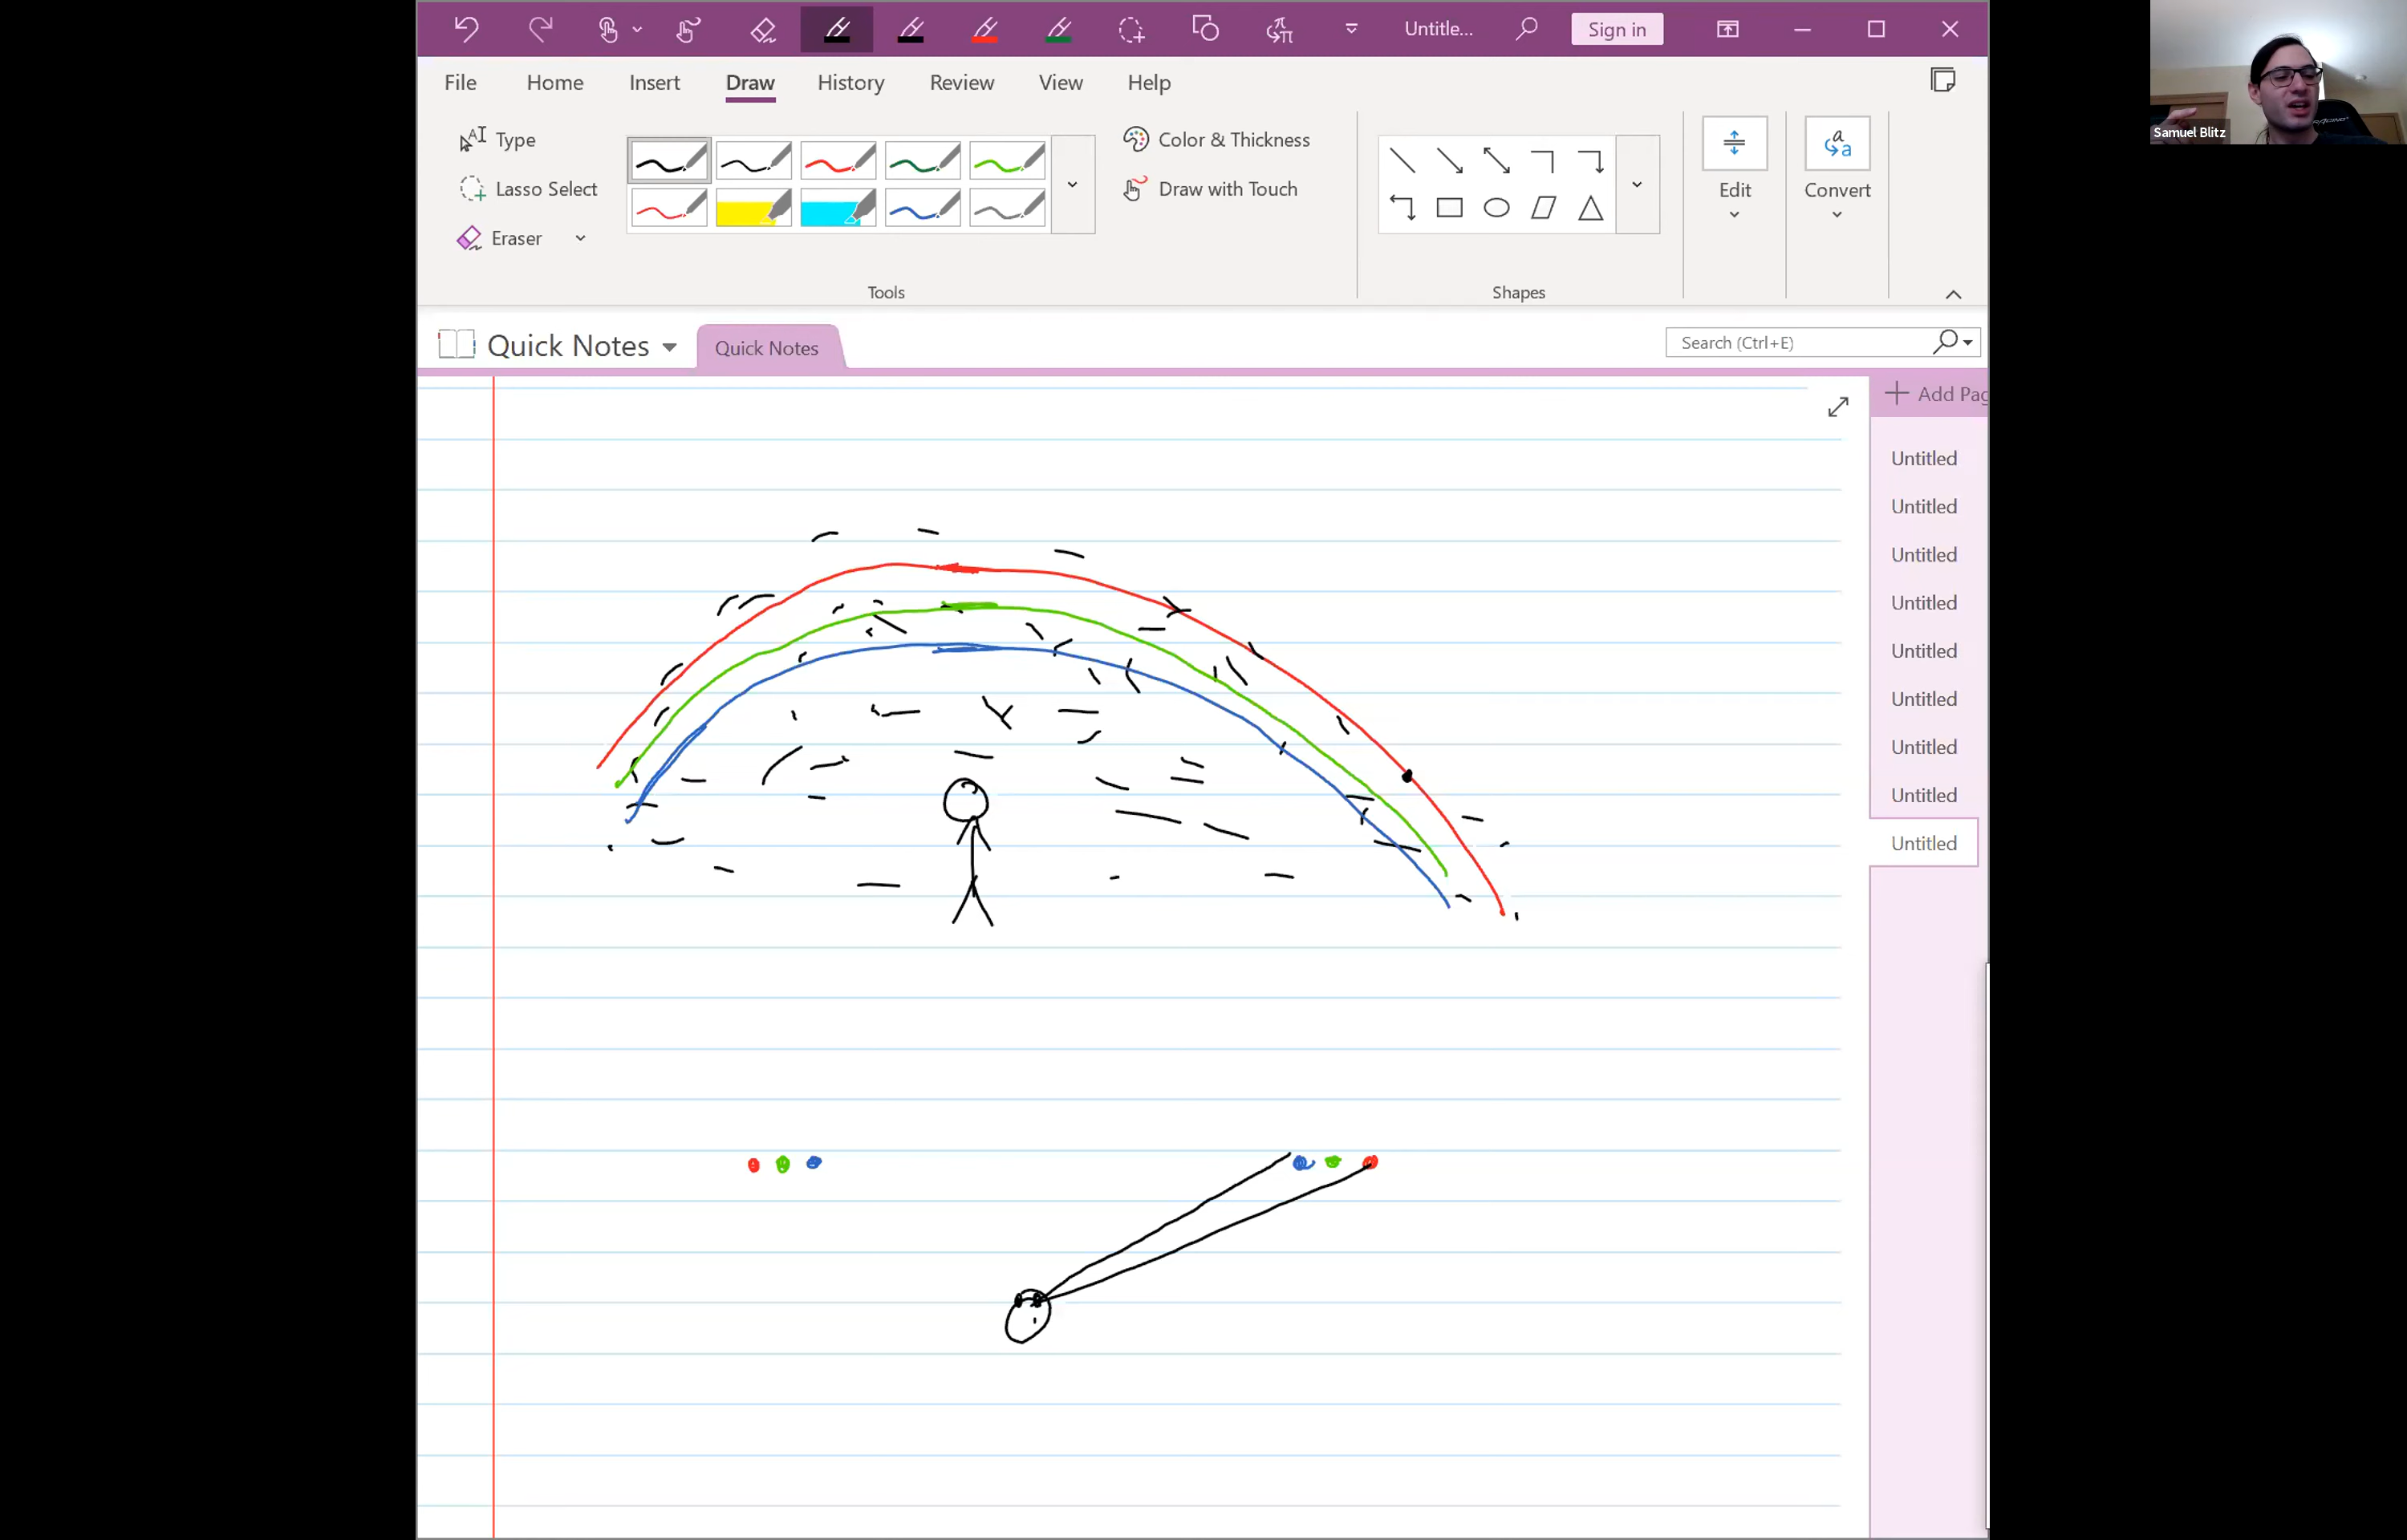 Untitle...
Sign in
File Home Insert Draw History Review View Help
Type
Lasso Select
Eraser
Color & Thickness
Draw with Touch
Edit
Convert
Tools
Shapes
Quick Notes
Quick Notes
Search (Ctrl+E)
Add Pag
Untitled
Untitled
Untitled
Untitled
Untitled
Untitled
Untitled
Untitled
Untitled
Samuel Blitz